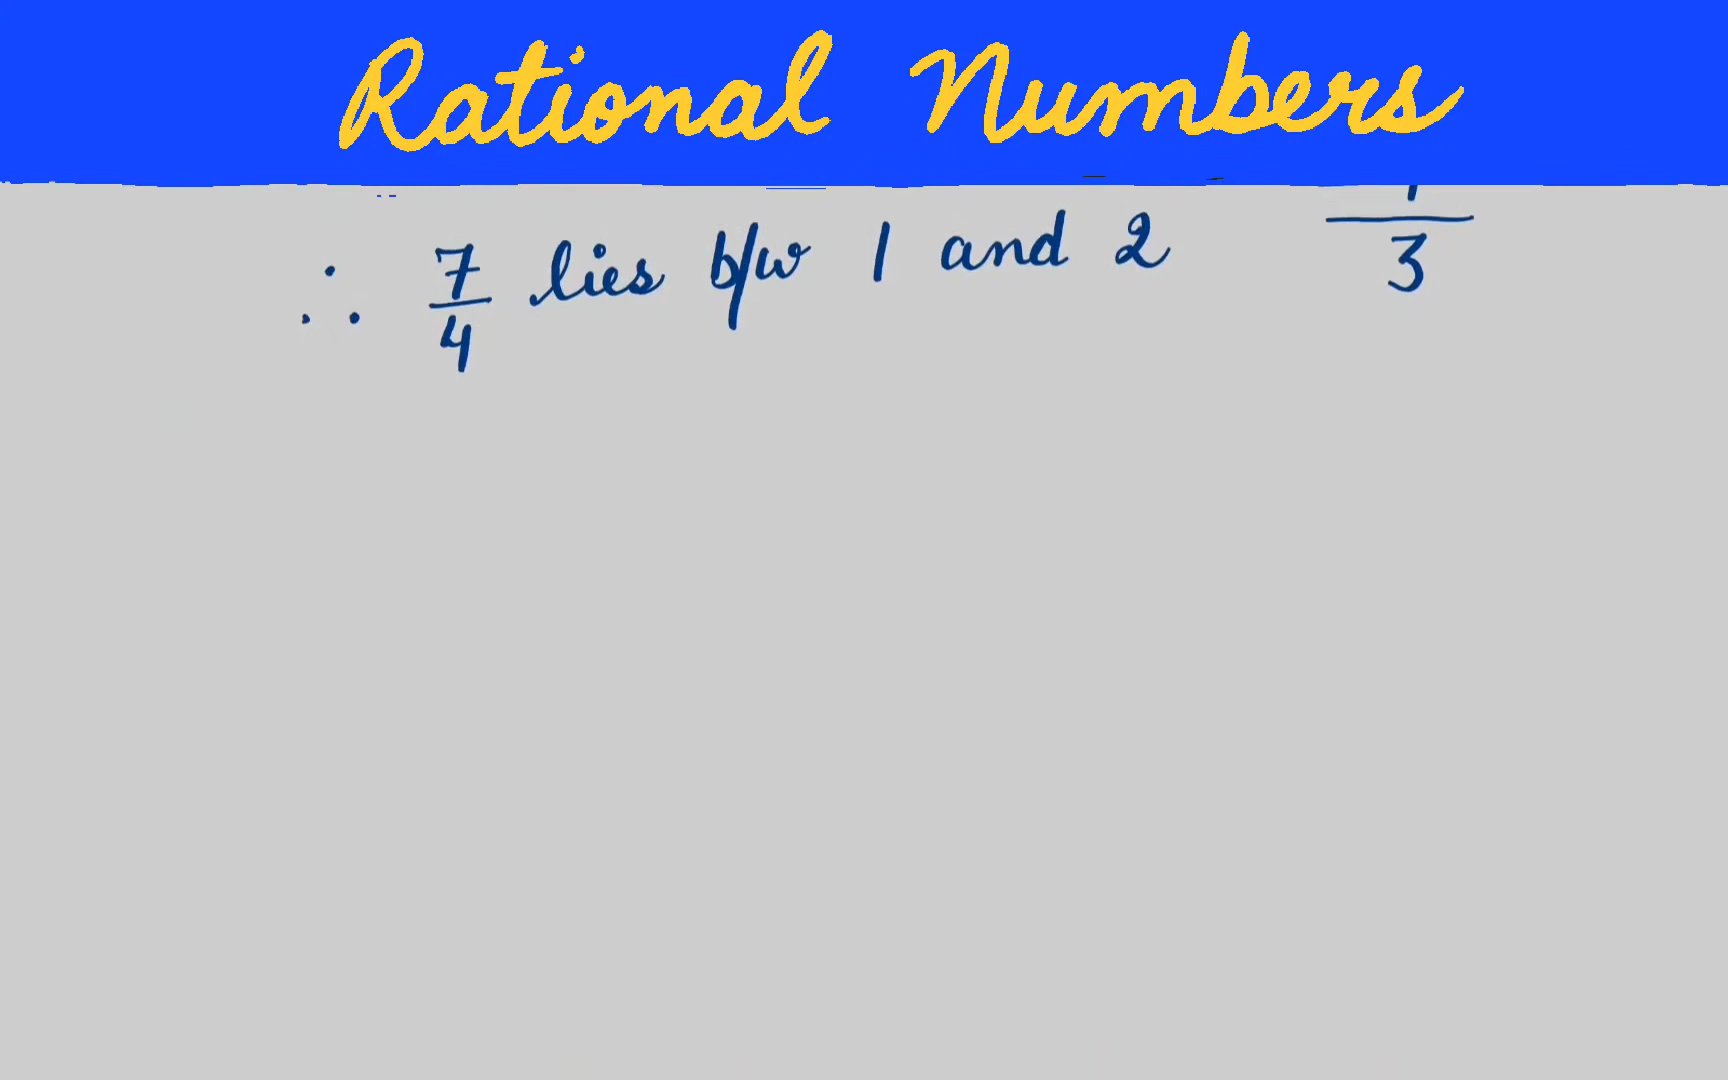 Rational Numbers
∴ 7/4 lies b/w 1 and 2
3